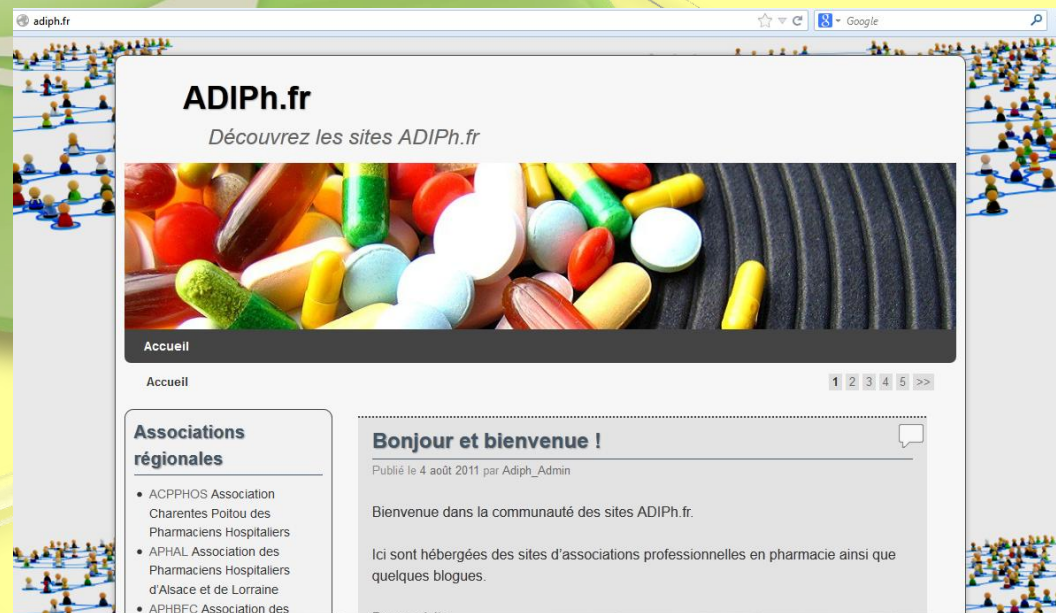 adiph.fr
Google
ADIPh.fr
Découvrez les sites ADIPh.fr
Accueil
Accueil
1 2 3 4 5 >>
Associations
régionales
ACPPHOS Association
Charentes Poitou des
Pharmaciens Hospitaliers
APHAL Association des
Pharmaciens Hospitaliers
d'Alsace et de Lorraine
APHBFC Association des
Bonjour et bienvenue !
Publié le 4 août 2011 par Adiph_Admin
Bienvenue dans la communauté des sites ADIPh.fr.
Ici sont hébergées des sites d'associations professionnelles en pharmacie ainsi que
quelques blogues.